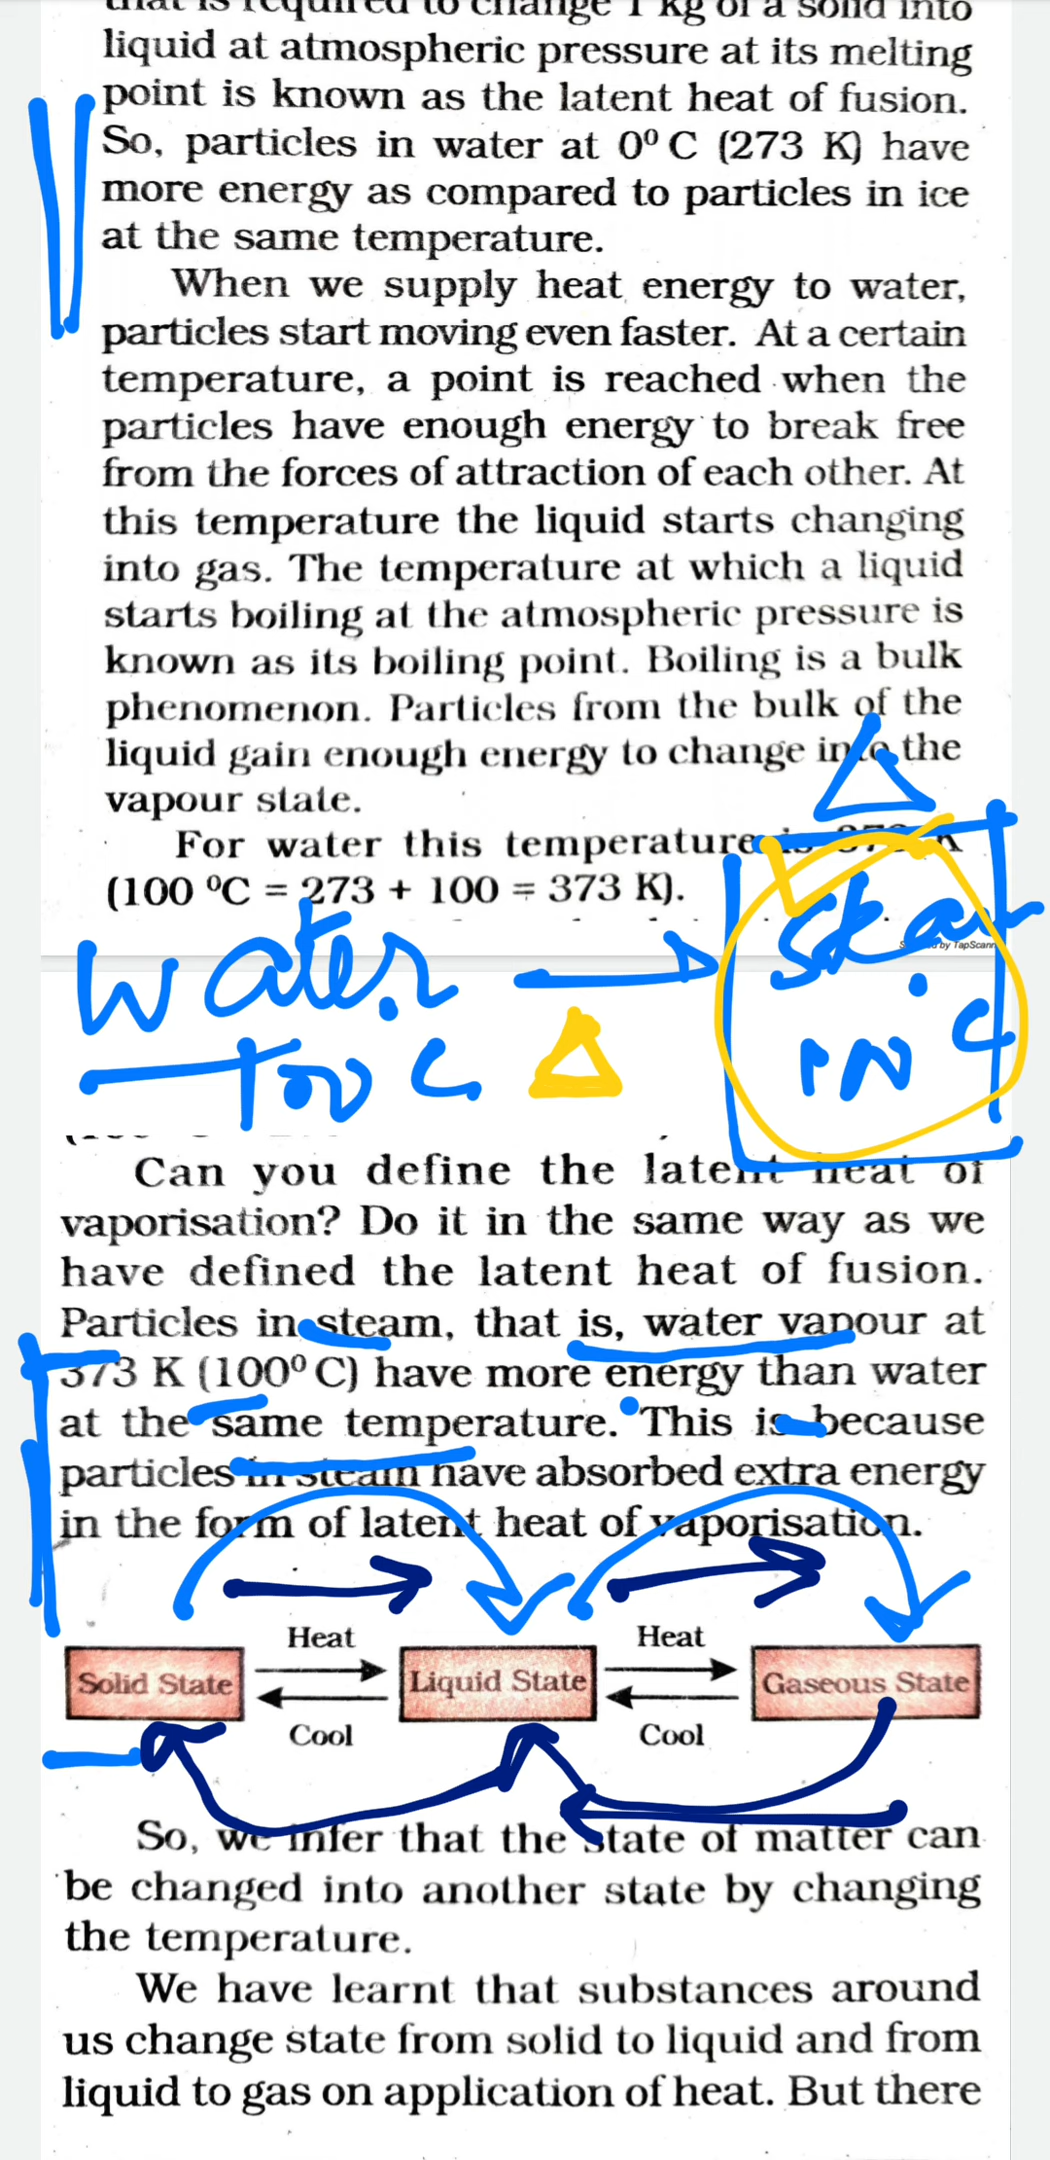 that is required to change 1 kg of a solid into
liquid at atmospheric pressure at its melting
point is known as the latent heat of fusion.
So, particles in water at 0⁰ C (273 K) have
more energy as compared to particles in ice
at the same temperature.
When we supply heat energy to water,
particles start moving even faster. At a certain
temperature, a point is reached when the
particles have enough energy to break free
from the forces of attraction of each other. At
this temperature the liquid starts changing
into gas. The temperature at which a liquid
starts boiling at the atmospheric pressure is
known as its boiling point. Boiling is a bulk
phenomenon. Particles from the bulk of the
liquid gain enough energy to change into the
vapour state.
For water this temperature is 373 K
(100 ⁰C = 273 + 100 = 373 K).
by TapScann
Water
Can you define the latent heat of
vaporisation? Do it in the same way as we
have defined the latent heat of fusion.
Particles in steam, that is, water vapour at
373 K (100⁰ C) have more energy than water
at the same temperature. This is because
particles in steam have absorbed extra energy
in the form of latent heat of vaporisation.
Heat Heat
Solid State Liquid State Gaseous State
Cool Cool
So, we infer that the state of matter can
be changed into another state by changing
the temperature.
We have learnt that substances around
us change state from solid to liquid and from
liquid to gas on application of heat. But there